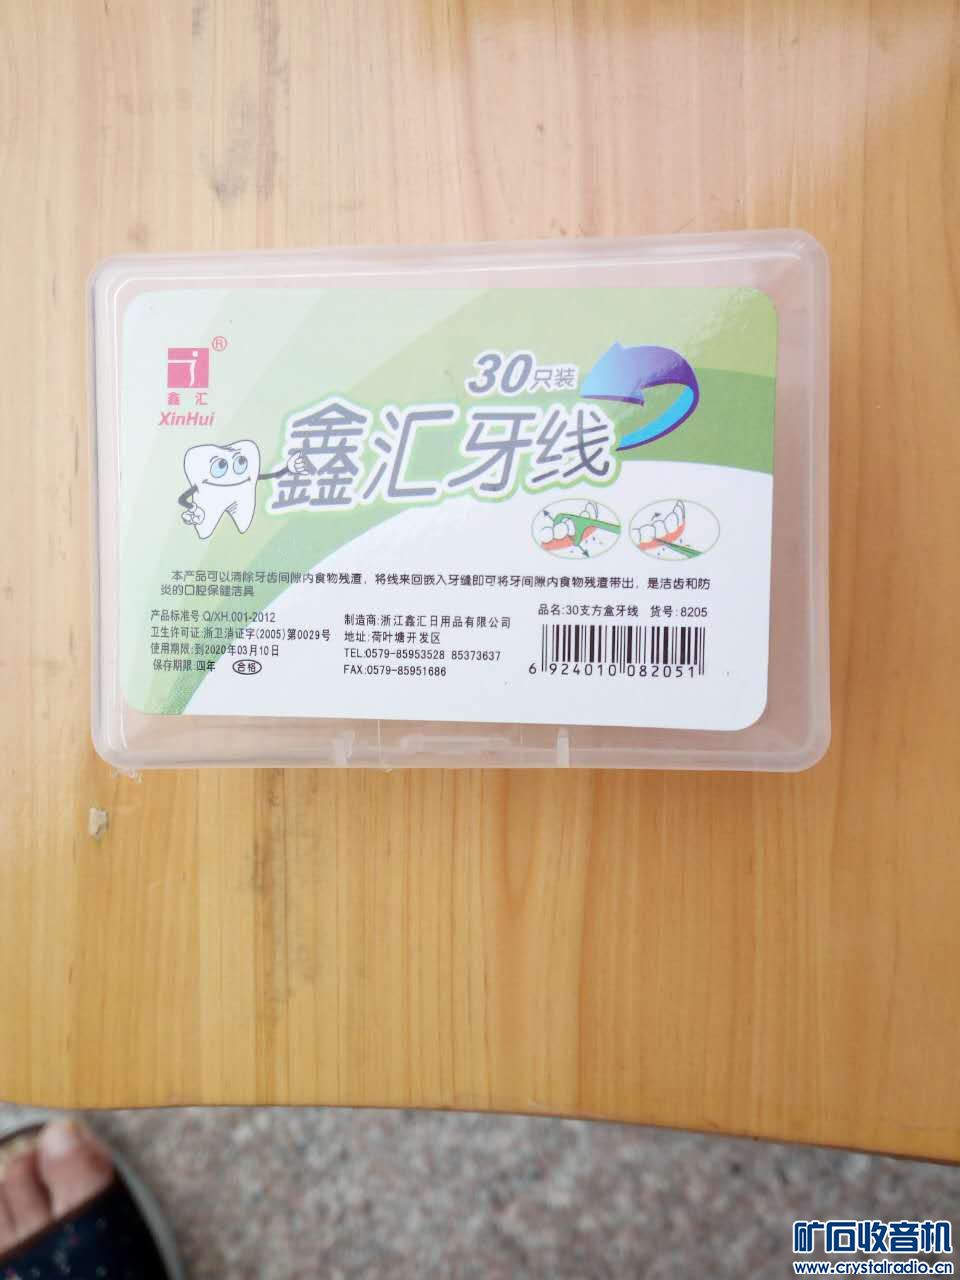 ®
鑫汇
XinHui
30只装
鑫汇牙线
本产品可以清除牙齿间隙内食物残渣，将线来回嵌入牙缝即可将牙间隙内食物残渣带出，是洁齿和防
炎的口腔保健洁具
产品标准号:Q/XH.001-2012
卫生许可证:浙卫消证字(2005)第0029号
使用期限:到2020年03月10日
保存期限:四年 合格
制造商:浙江鑫汇日用品有限公司
地址:荷叶塘开发区
TEL:0579-85953528 85373637
FAX:0579-85951686
品名:30支方盒牙线 货号:8205
6 924010 082051
矿石收音机
www.crystalradio.cn